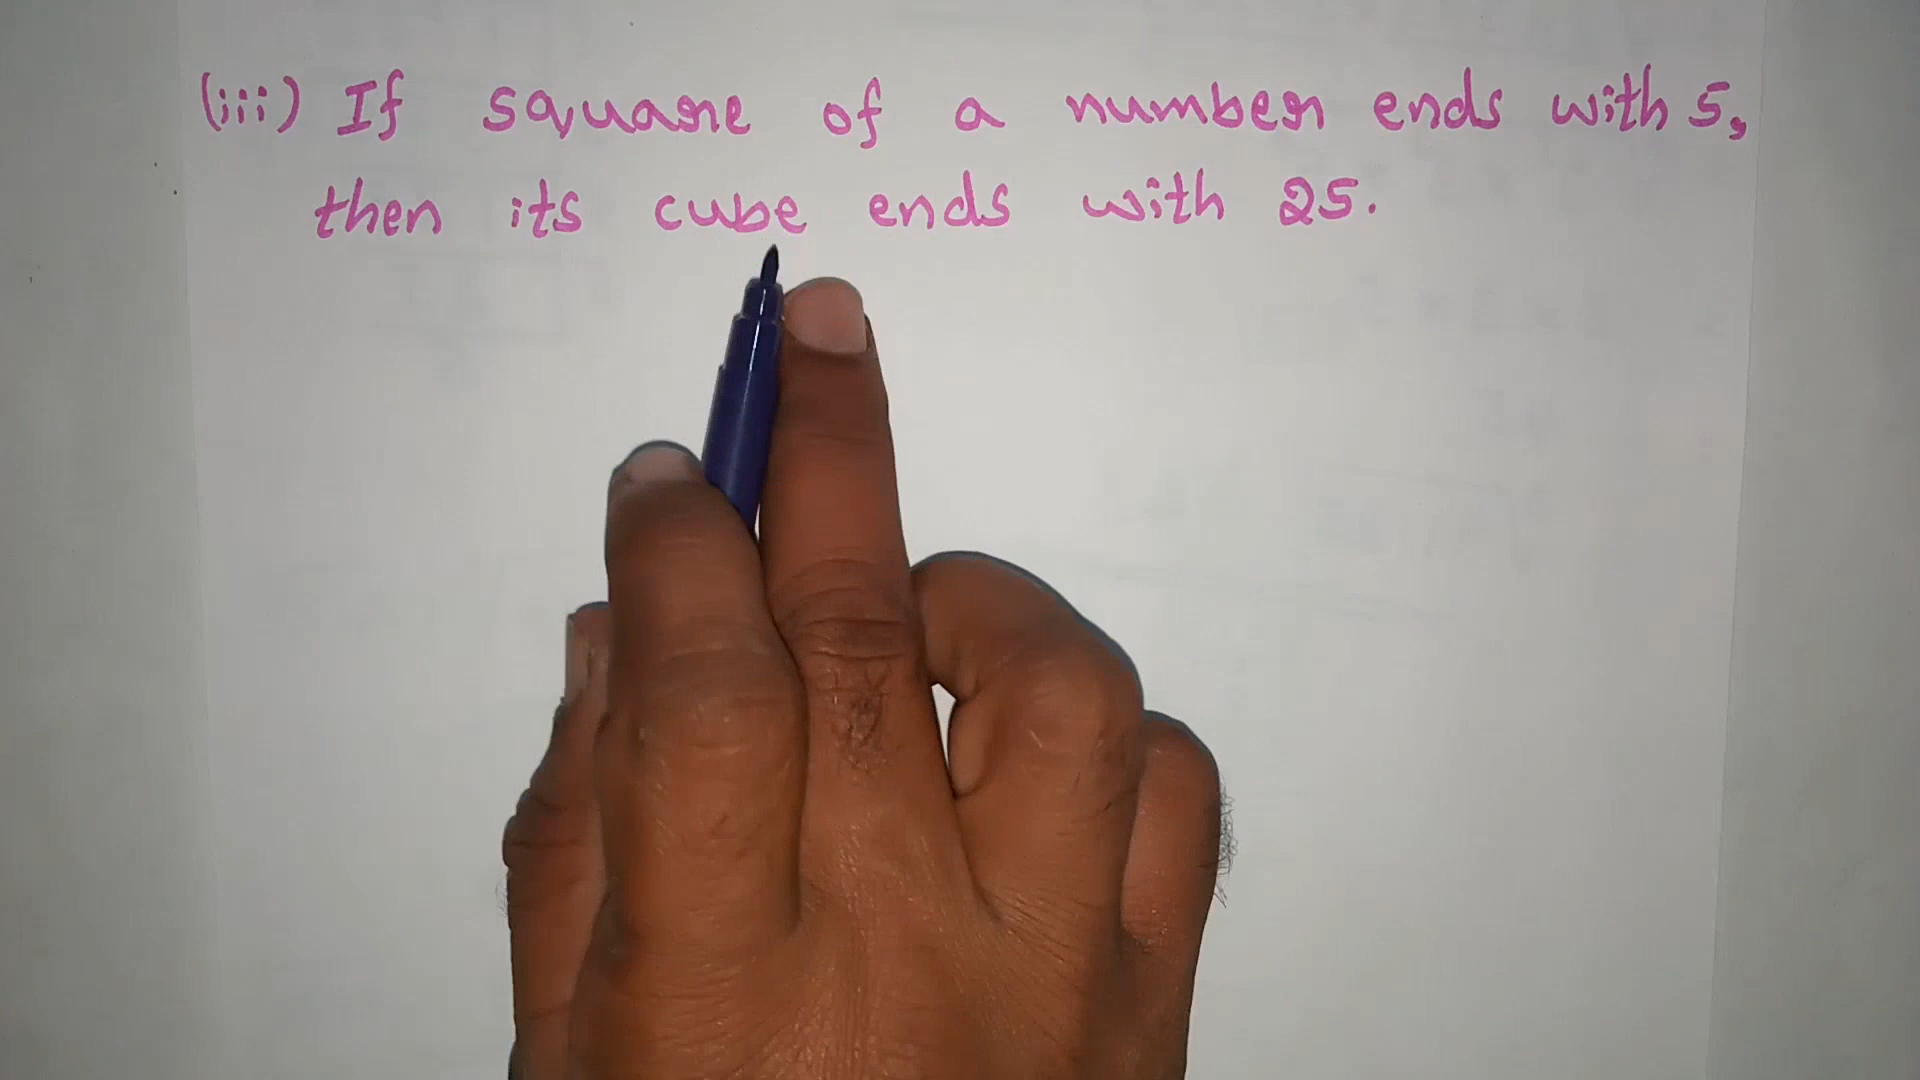 (iii) If square of a number ends with 5,
then its cube ends with 25.